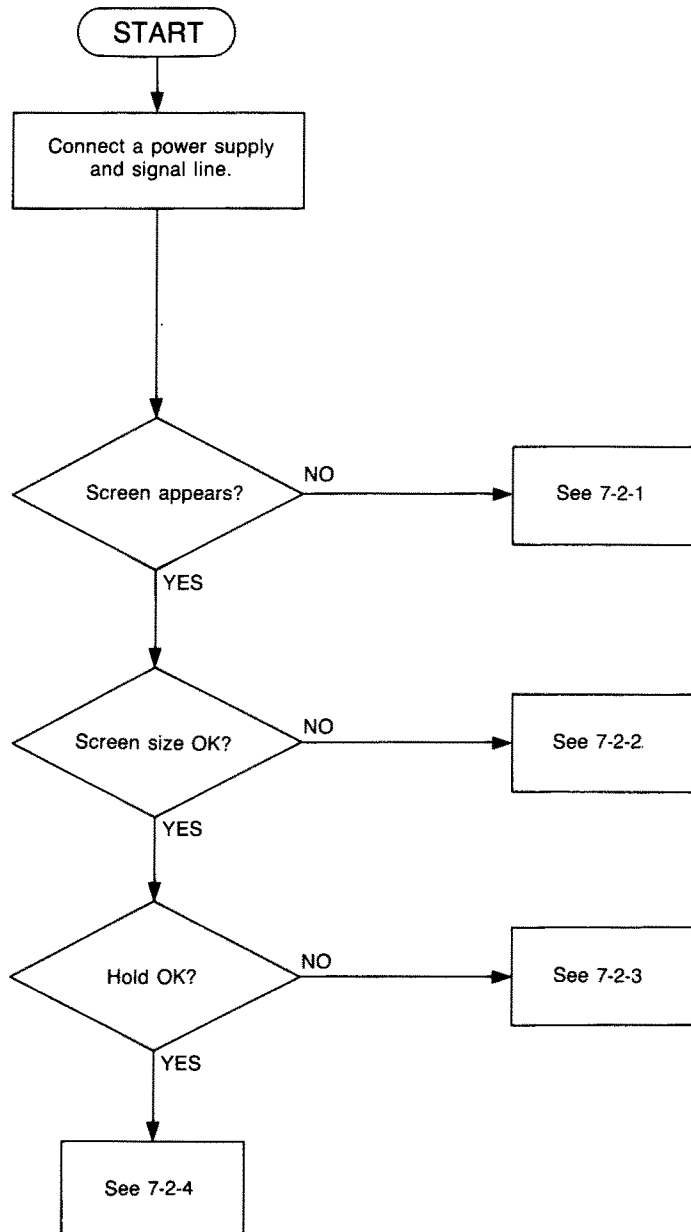 START
Connect a power supply
and signal line.
Screen appears?
NO
See 7-2-1
YES
Screen size OK?
NO
See 7-2-2
YES
Hold OK?
NO
See 7-2-3
YES
See 7-2-4